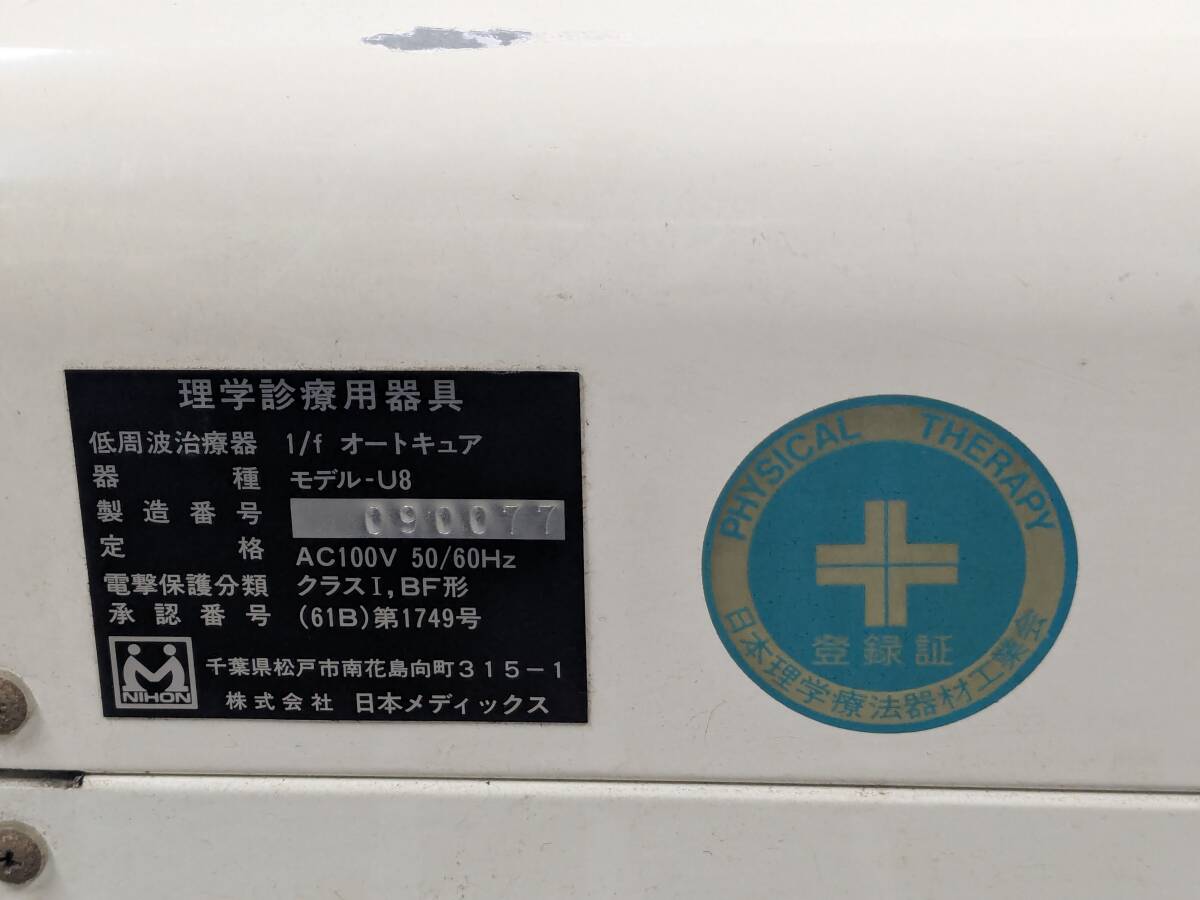 理学診療用器具
低周波治療器 1/f オートキュア
器種 モデル-U8
製造番号 090077
定格 AC100V 50/60Hz
電撃保護分類 クラスI,BF形
承認番号 (61B)第1749号
NIHON
千葉県松戸市南花島向町315-1
株式会社 日本メディックス
PHYSICAL THERAPY
登録証
日本理学療法器材工業会